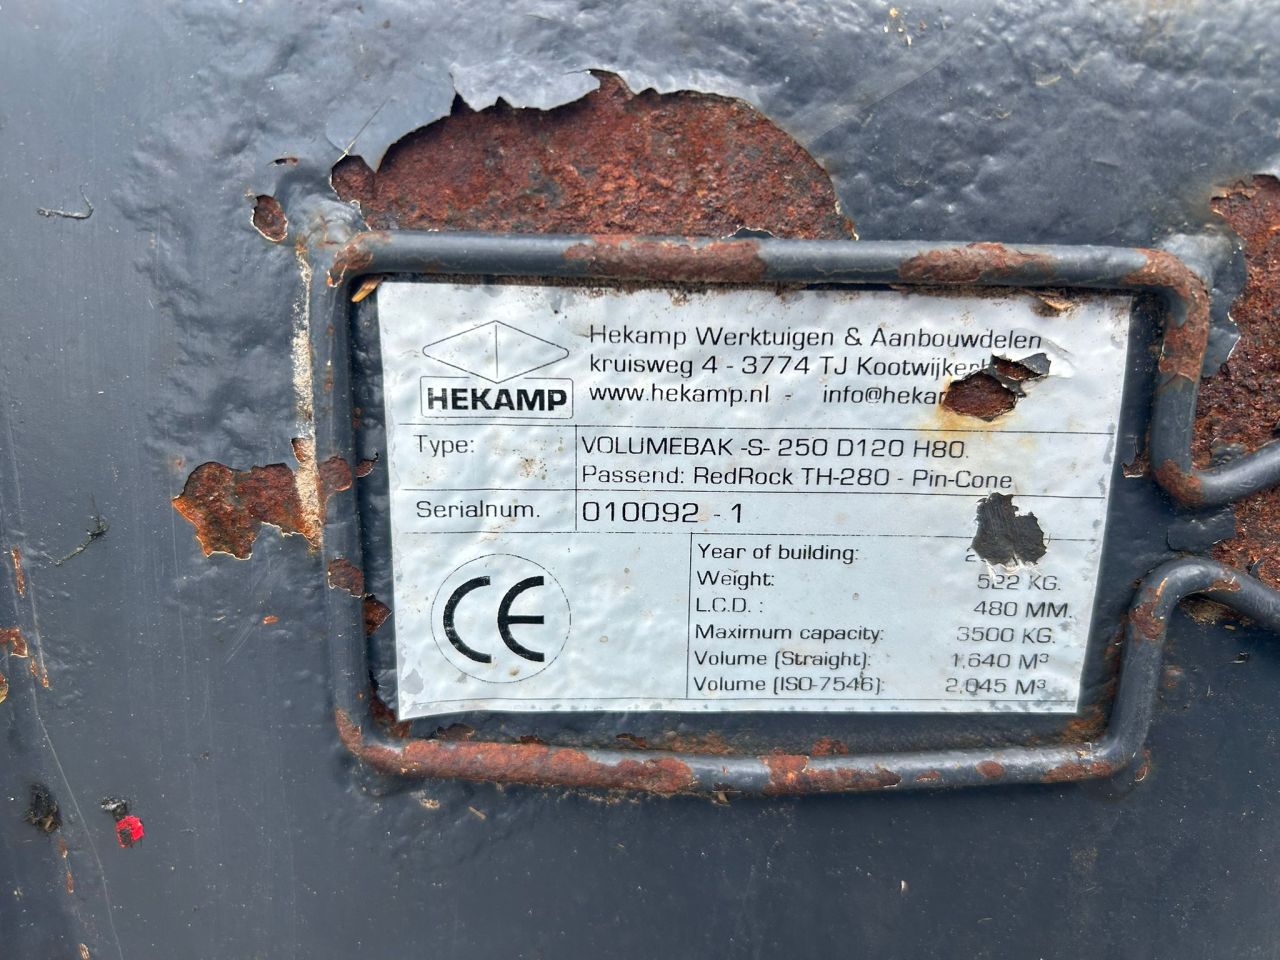 Hekamp Werktuigen & Aanbouwdelen
kruisweg 4 - 3774 TJ
www.hekamp.nl -
HEKAMP
Type: VOLUMEBAK -S- 250 D120 H80.
Passend: RedRock TH-280 - Pin-Cone
Serialnum. 010092 - 1
CE
Year of building:
Weight: 522 KG.
L.C.D. : 480 MM.
Maximum capacity: 3500 KG.
Volume (Straight): 1,640 M³
Volume (ISO-7546): 2,045 M³